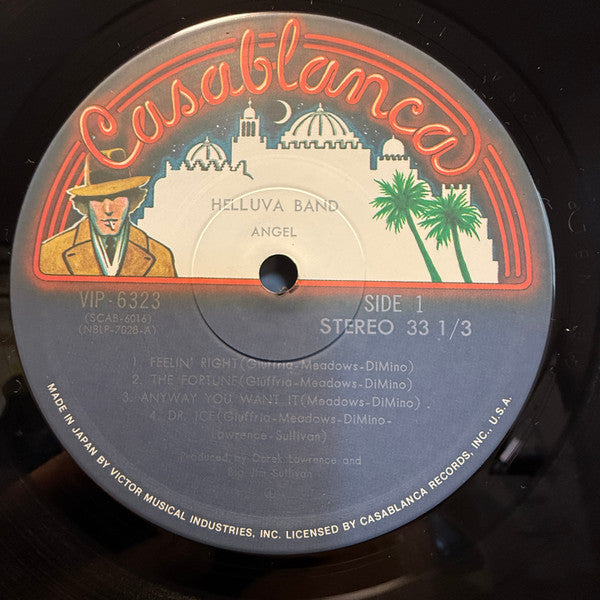 Casablanca
HELLUVA BAND
ANGEL
VIP-6323
(SCAB-6016)
(NBLP-7028-A)
SIDE 1
STEREO 33 1/3
1. FEELIN' RIGHT(Giuffria-Meadows-DiMino)
2. THE FORTUNE(Giuffria-Meadows-DiMino)
3. ANYWAY YOU WANT IT(Meadows-DiMino)
4. DR. ICE(Giuffria-Meadows-DiMino-
Lawrence-Sullivan)
Produced by Derek Lawrence and
Big Jim Sullivan
Ⓟ
MADE IN JAPAN BY VICTOR MUSICAL INDUSTRIES, INC. LICENSED BY CASABLANCA RECORDS, INC., U.S.A.